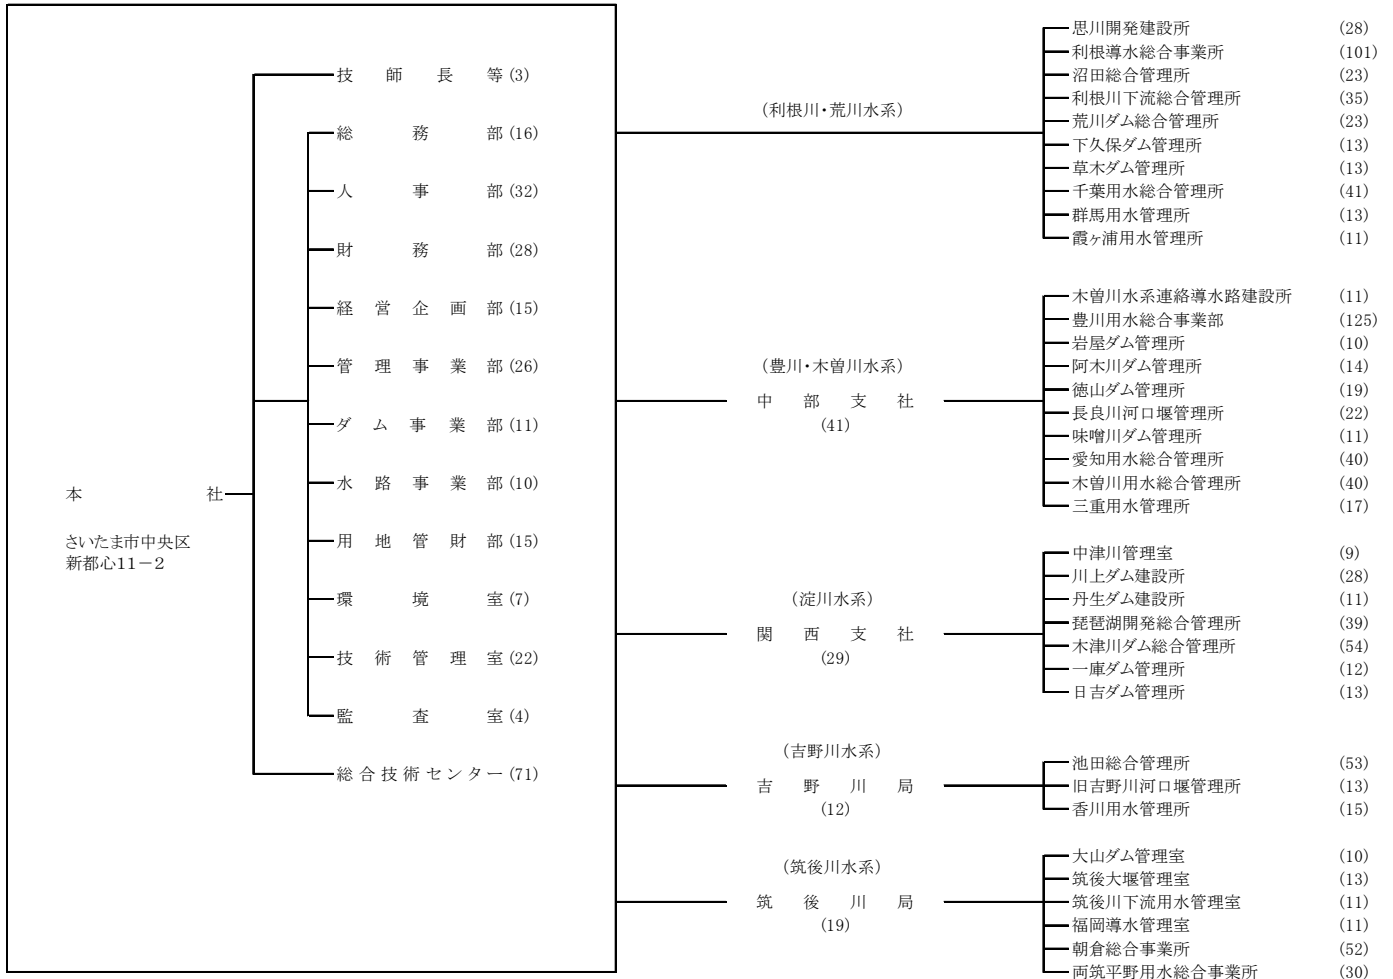 本社
さいたま市中央区
新都心11－2
技師長等(3)
総務部(16)
人事部(32)
財務部(28)
経営企画部(15)
管理事業部(26)
ダム事業部(11)
水路事業部(10)
用地管財部(15)
環境室(7)
技術管理室(22)
監査室(4)
総合技術センター(71)
(利根川・荒川水系)
思川開発建設所 (28)
利根導水総合事業所 (101)
沼田総合管理所 (23)
利根川下流総合管理所 (35)
荒川ダム総合管理所 (23)
下久保ダム管理所 (13)
草木ダム管理所 (13)
千葉用水総合管理所 (41)
群馬用水管理所 (13)
霞ヶ浦用水管理所 (11)
(豊川・木曽川水系)
中部支社
(41)
木曽川水系連絡導水路建設所 (11)
豊川用水総合事業部 (125)
岩屋ダム管理所 (10)
阿木川ダム管理所 (14)
徳山ダム管理所 (19)
長良川河口堰管理所 (22)
味噌川ダム管理所 (11)
愛知用水総合管理所 (40)
木曽川用水総合管理所 (40)
三重用水管理所 (17)
(淀川水系)
関西支社
(29)
中津川管理室 (9)
川上ダム建設所 (28)
丹生ダム建設所 (11)
琵琶湖開発総合管理所 (39)
木津川ダム総合管理所 (54)
一庫ダム管理所 (12)
日吉ダム管理所 (13)
(吉野川水系)
吉野川局
(12)
池田総合管理所 (53)
旧吉野川河口堰管理所 (13)
香川用水管理所 (15)
(筑後川水系)
筑後川局
(19)
大山ダム管理室 (10)
筑後大堰管理室 (13)
筑後川下流用水管理室 (11)
福岡導水管理室 (11)
朝倉総合事業所 (52)
両筑平野用水総合事業所 (30)